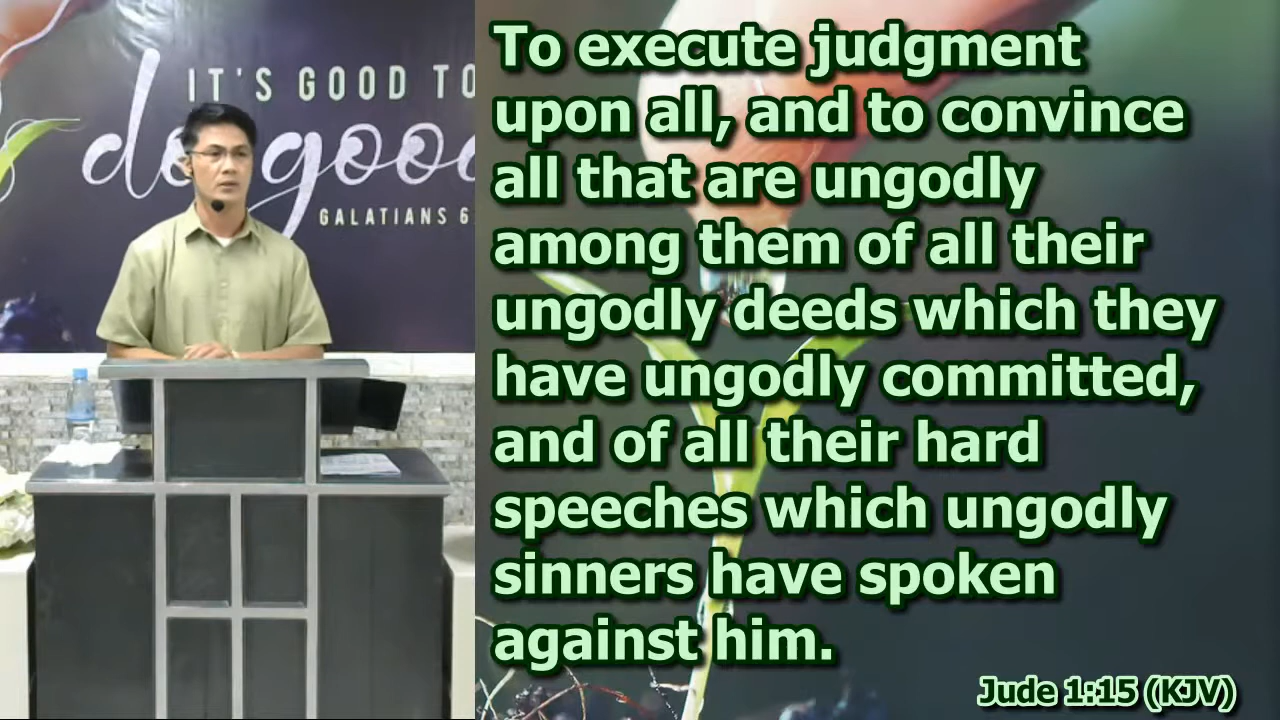 IT'S GOOD TO
do good
GALATIANS 6
To execute judgment
upon all, and to convince
all that are ungodly
among them of all their
ungodly deeds which they
have ungodly committed,
and of all their hard
speeches which ungodly
sinners have spoken
against him.
Jude 1:15 (KJV)